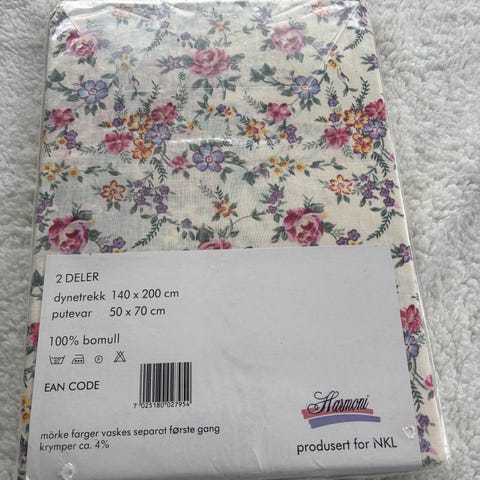 2 DELER
dynetrekk 140 x 200 cm
putevar 50 x 70 cm
100% bomull
EAN CODE
7 025180 027954
Harmoni
mörke farger vaskes separat første gang
krymper ca. 4%
produsert for NKL